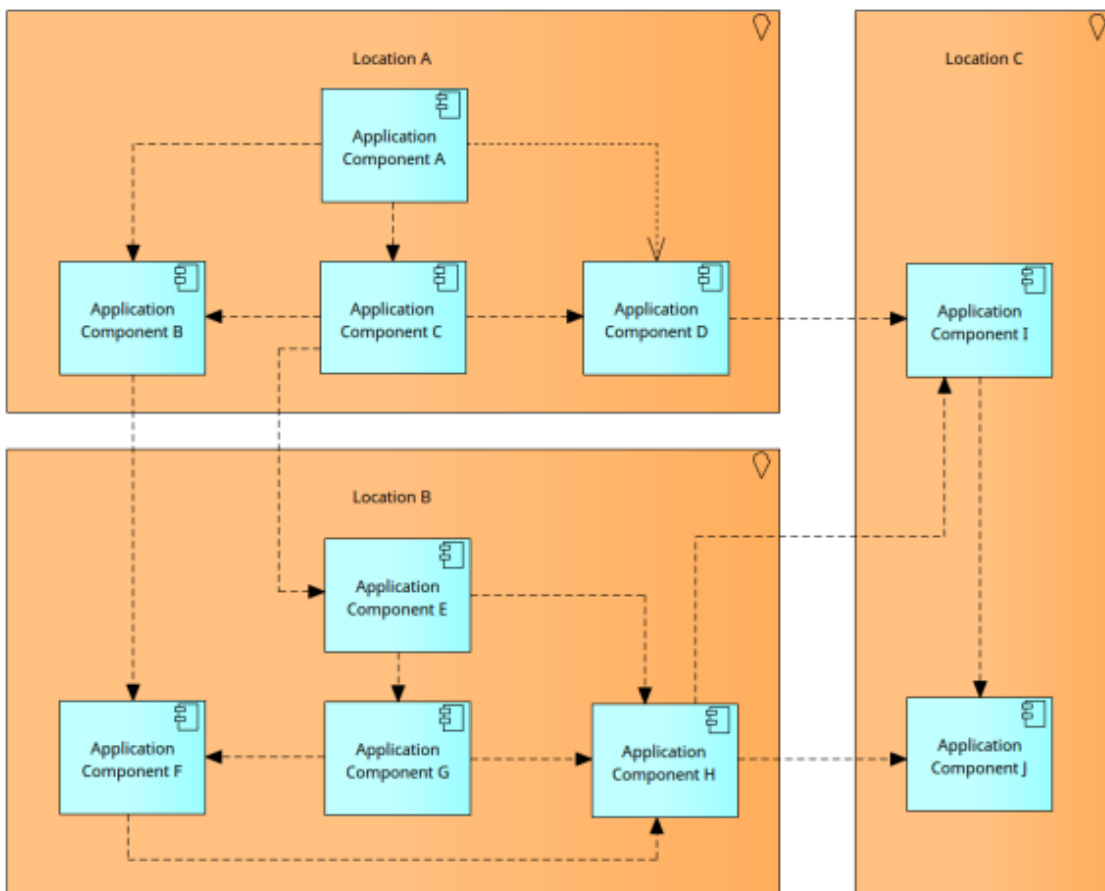 Location A
Application
Component A
Application
Component B
Application
Component C
Application
Component D
Location C
Application
Component I
Location B
Application
Component E
Application
Component F
Application
Component G
Application
Component H
Application
Component J